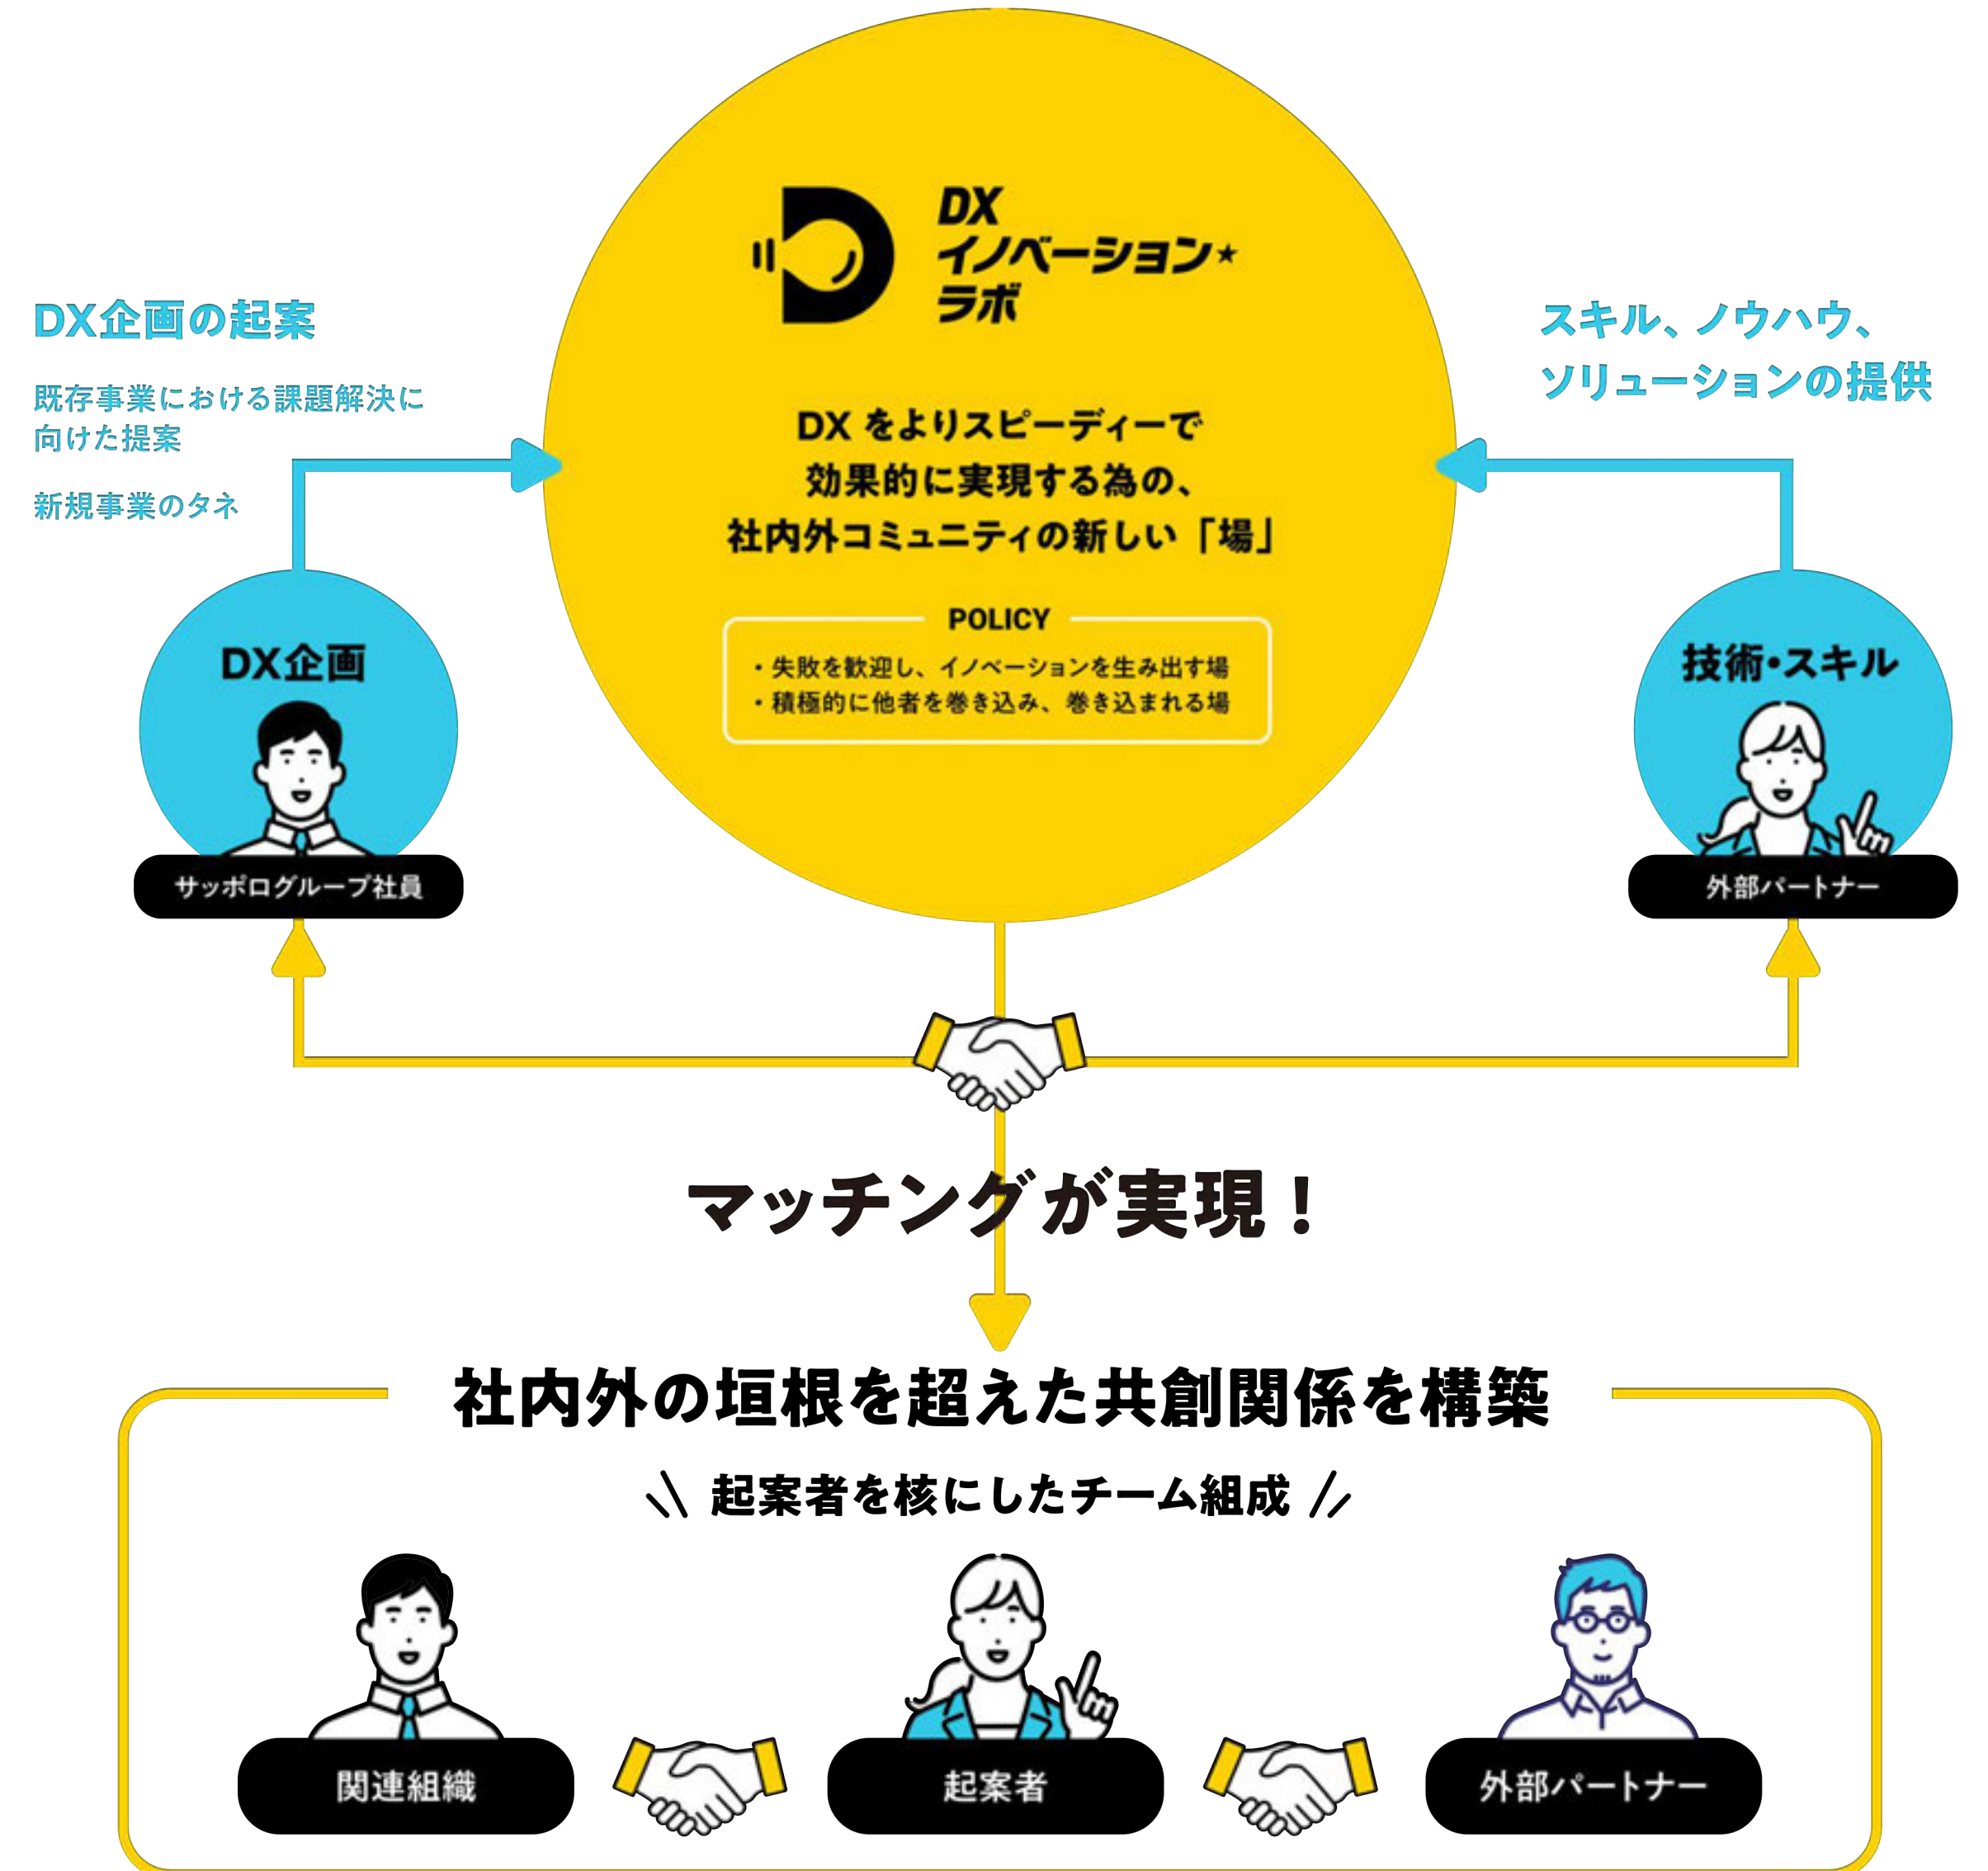 DX
イノベーション★
ラボ
DX をよりスピーディーで
効果的に実現する為の、
社内外コミュニティの新しい「場」
POLICY
・失敗を歓迎し、イノベーションを生み出す場
・積極的に他者を巻き込み、巻き込まれる場
DX企画の起案
既存事業における課題解決に
向けた提案
新規事業のタネ
DX企画
サッポログループ社員
スキル、ノウハウ、
ソリューションの提供
技術・スキル
外部パートナー
マッチングが実現！
社内外の垣根を超えた共創関係を構築
起案者を核にしたチーム組成
関連組織
起案者
外部パートナー